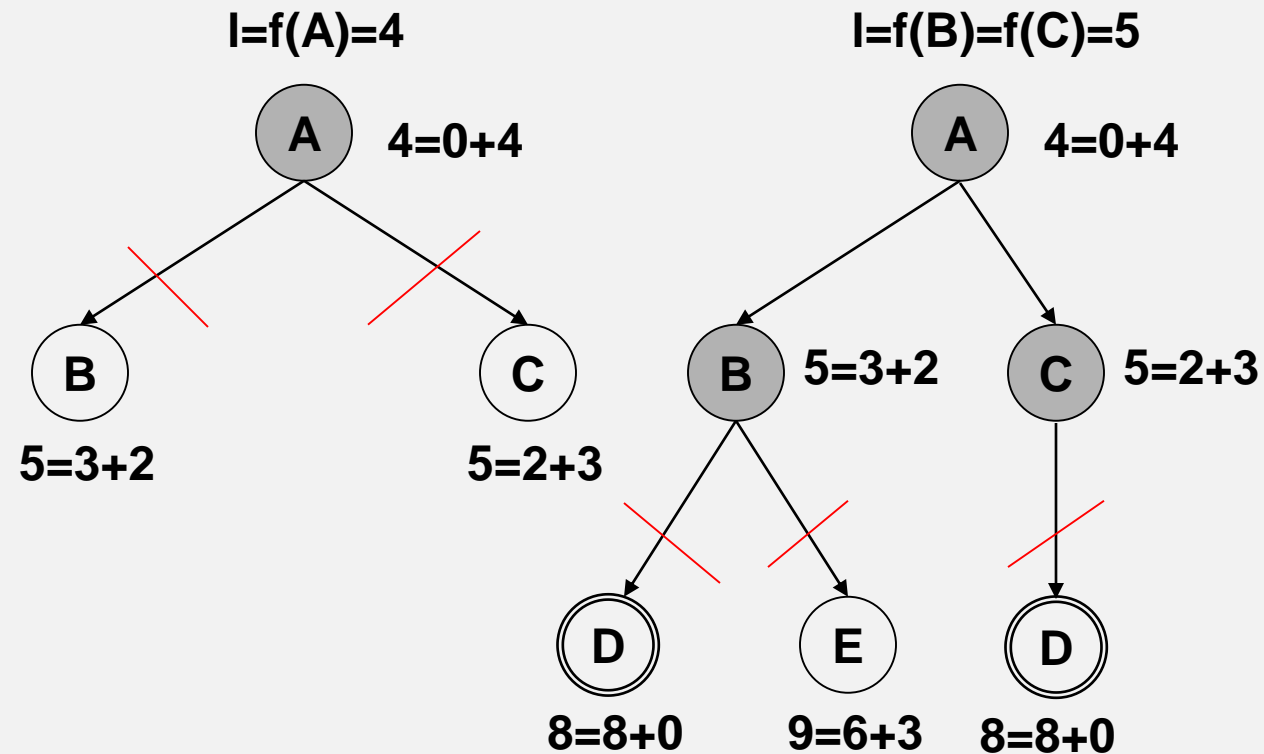 l=f(A)=4
A
4=0+4
B
C
5=3+2
5=2+3
l=f(B)=f(C)=5
A
4=0+4
B
5=3+2
C
5=2+3
D
E
D
8=8+0
9=6+3
8=8+0